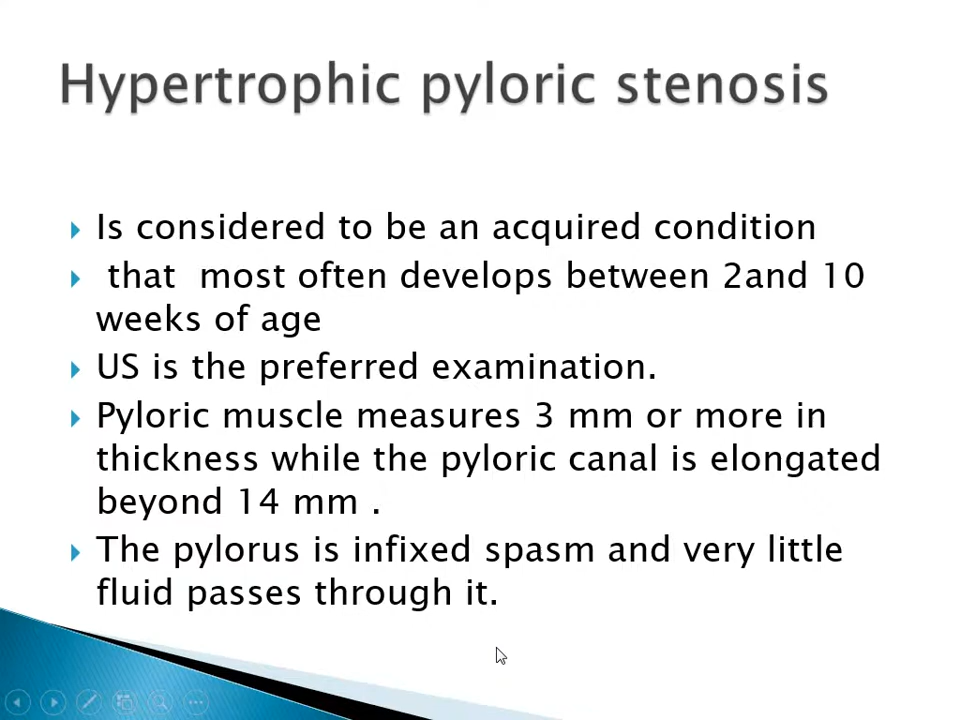 Hypertrophic pyloric stenosis
Is considered to be an acquired condition
that most often develops between 2and 10
weeks of age
US is the preferred examination.
Pyloric muscle measures 3 mm or more in
thickness while the pyloric canal is elongated
beyond 14 mm .
The pylorus is infixed spasm and very little
fluid passes through it.